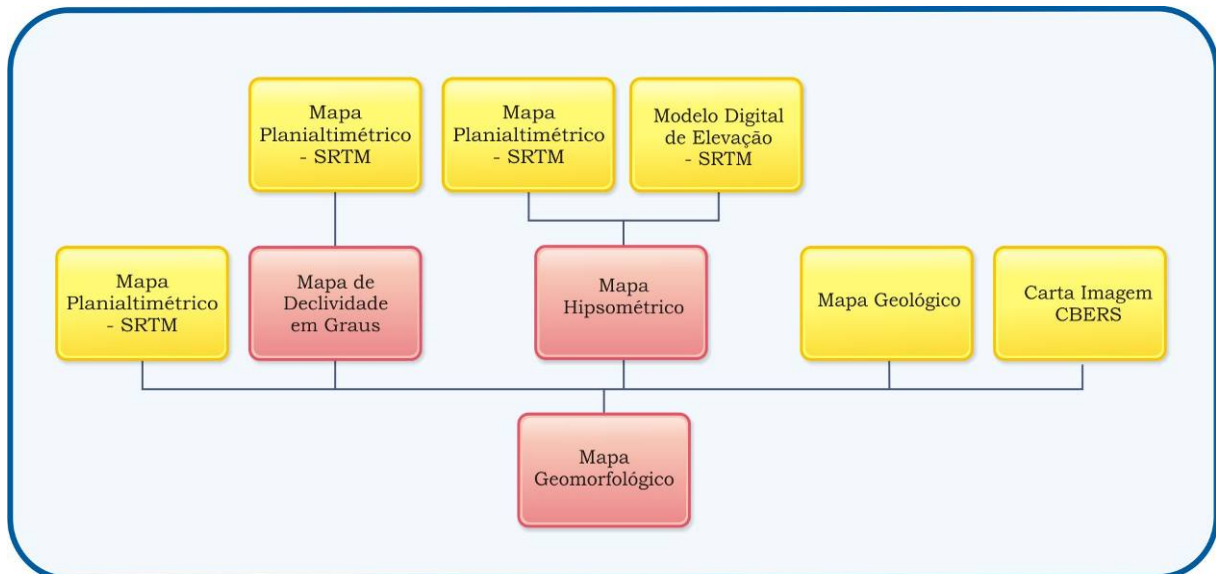 Mapa
Planialtimétrico
- SRTM
Mapa
Planialtimétrico
- SRTM
Modelo Digital
de Elevação
- SRTM
Mapa
Planialtimétrico
- SRTM
Mapa de
Declividade
em Graus
Mapa
Hipsométrico
Mapa Geológico
Carta Imagem
CBERS
Mapa
Geomorfológico